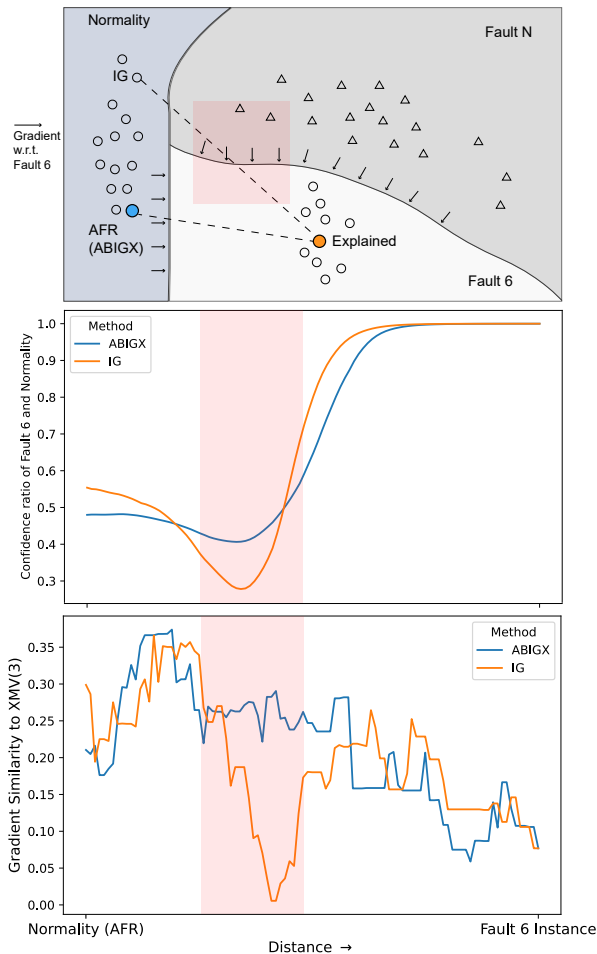 Normality
Fault N
IG
Gradient
w.r.t.
Fault 6
AFR
(ABIGX)
Explained
Fault 6
Confidence ratio of Fault 6 and Normality
1.0
0.9
0.8
0.7
0.6
0.5
0.4
0.3
Method
ABIGX
IG
Gradient Similarity to XMV(3)
0.35
0.30
0.25
0.20
0.15
0.10
0.05
0.00
Method
ABIGX
IG
Normality (AFR)
Fault 6 Instance
Distance →